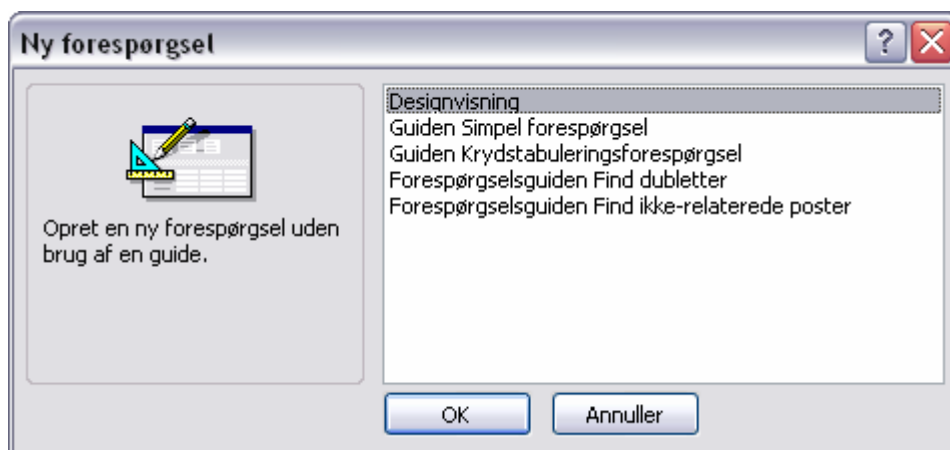 Ny forespørgsel
Opret en ny forespørgsel uden
brug af en guide.
Designvisning
Guiden Simpel forespørgsel
Guiden Krydstabuleringsforespørgsel
Forespørgselsguiden Find dubletter
Forespørgselsguiden Find ikke-relaterede poster
OK
Annuller